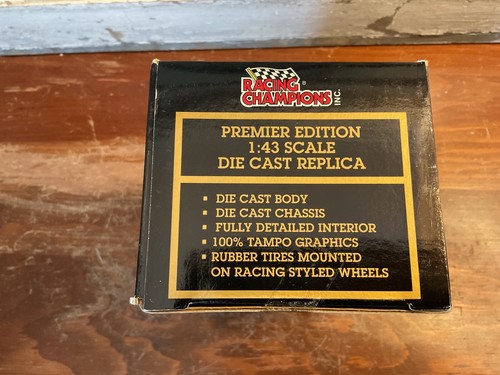 RACING®
CHAMPIONS INC.
PREMIER EDITION
1:43 SCALE
DIE CAST REPLICA
▪ DIE CAST BODY
▪ DIE CAST CHASSIS
▪ FULLY DETAILED INTERIOR
▪ 100% TAMPO GRAPHICS
▪ RUBBER TIRES MOUNTED
ON RACING STYLED WHEELS